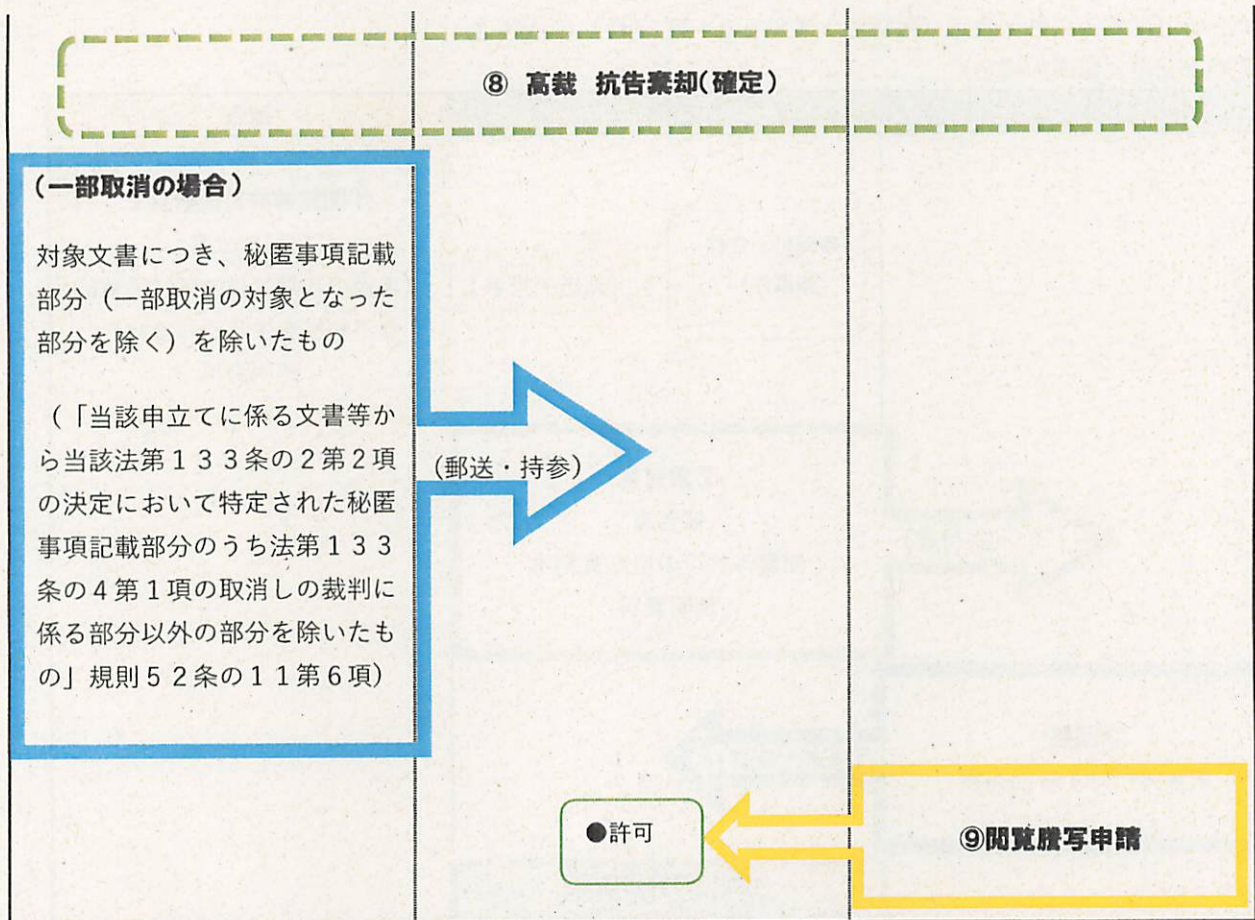 ⑧ 高裁 抗告棄却(確定)
(一部取消の場合)
対象文書につき、秘匿事項記載
部分（一部取消の対象となった
部分を除く）を除いたもの
（「当該申立てに係る文書等か
ら当該法第１３３条の２第２項
の決定において特定された秘匿
事項記載部分のうち法第１３３
条の４第１項の取消しの裁判に
係る部分以外の部分を除いたも
の」規則５２条の１１第６項）
（郵送・持参）
●許可
⑨閲覧謄写申請